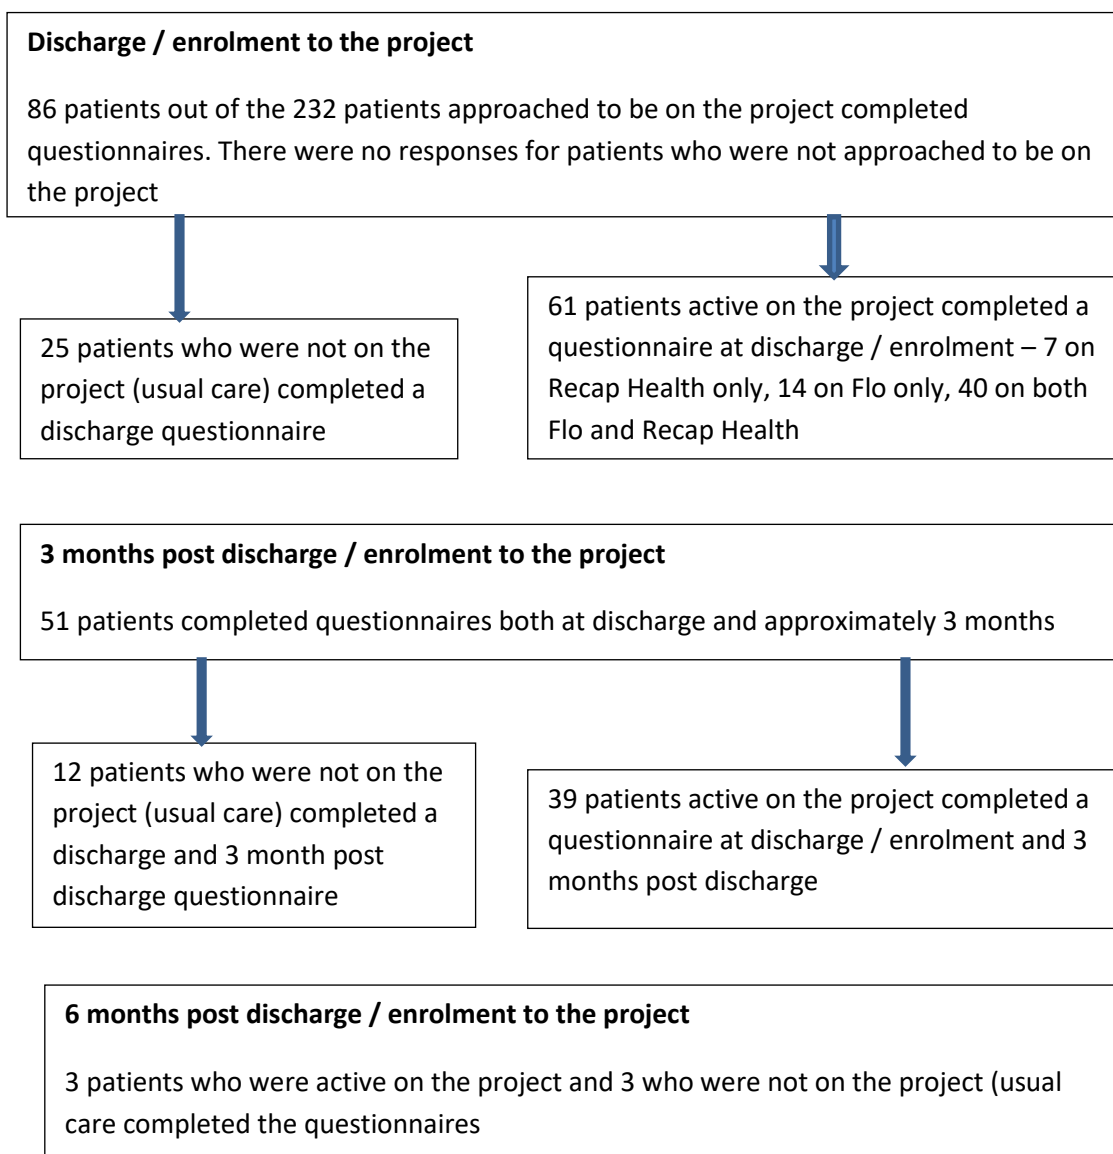 Discharge / enrolment to the project
86 patients out of the 232 patients approached to be on the project completed
questionnaires. There were no responses for patients who were not approached to be on
the project
25 patients who were not on the
project (usual care) completed a
discharge questionnaire
61 patients active on the project completed a
questionnaire at discharge / enrolment – 7 on
Recap Health only, 14 on Flo only, 40 on both
Flo and Recap Health
3 months post discharge / enrolment to the project
51 patients completed questionnaires both at discharge and approximately 3 months
12 patients who were not on the
project (usual care) completed a
discharge and 3 month post
discharge questionnaire
39 patients active on the project completed a
questionnaire at discharge / enrolment and 3
months post discharge
6 months post discharge / enrolment to the project
3 patients who were active on the project and 3 who were not on the project (usual
care completed the questionnaires